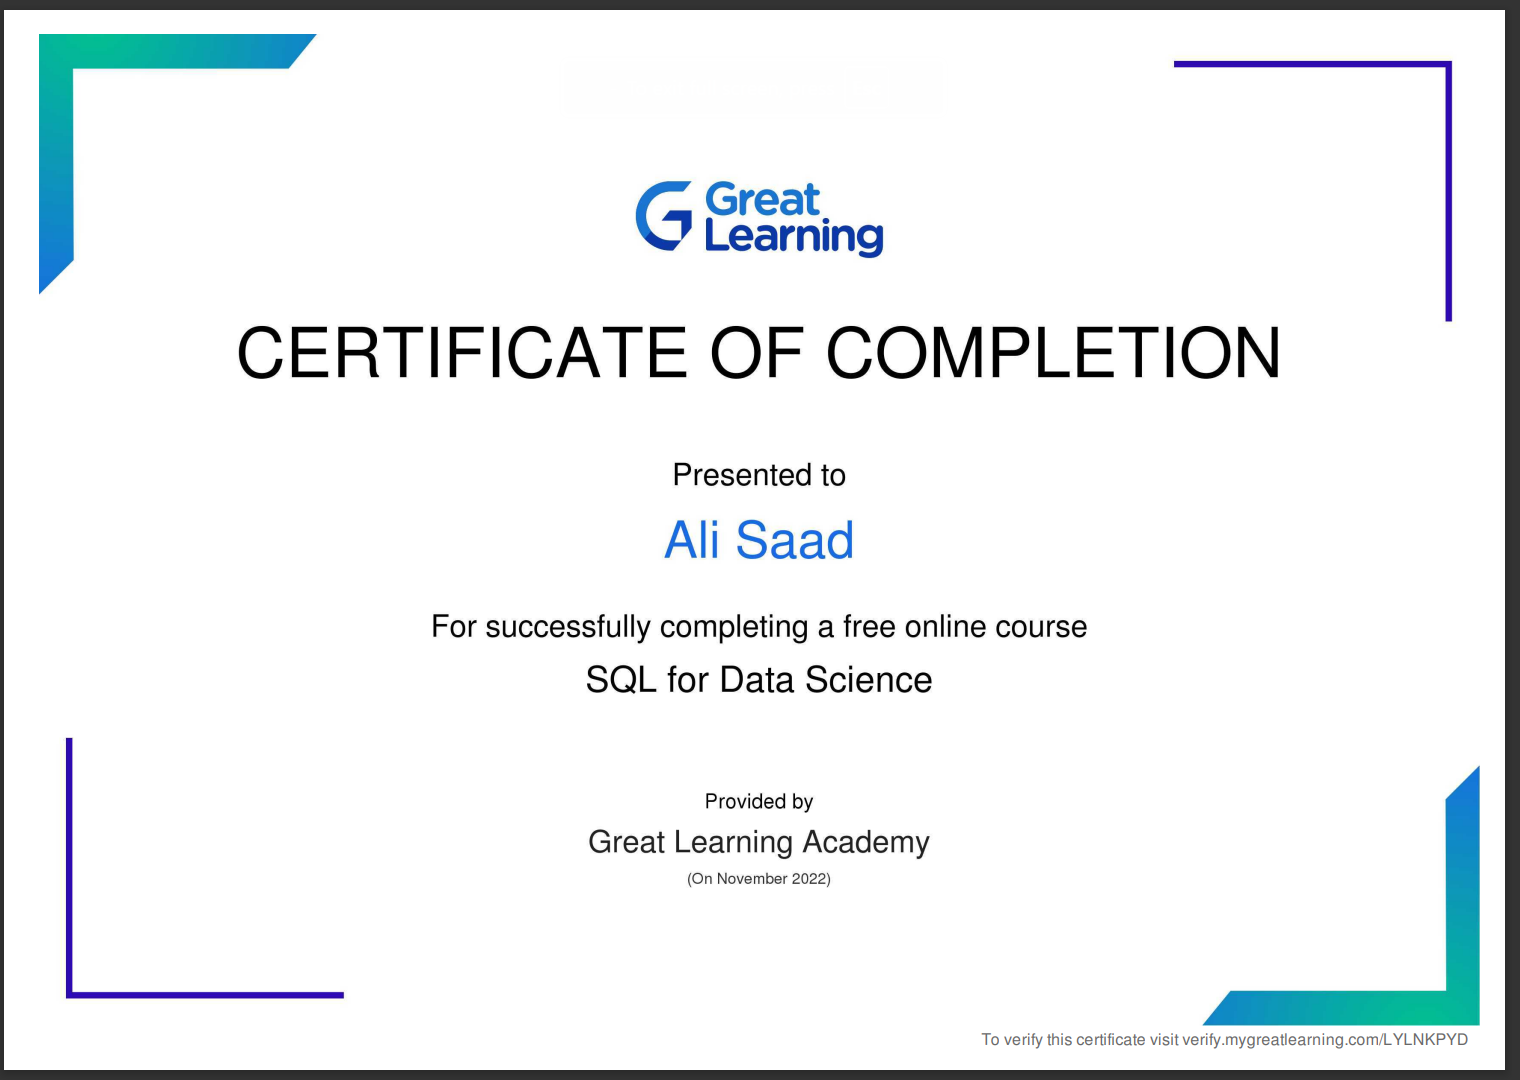 Great
Learning
CERTIFICATE OF COMPLETION
Presented to
Ali Saad
For successfully completing a free online course
SQL for Data Science
Provided by
Great Learning Academy
(On November 2022)
To verify this certificate visit verify.mygreatlearning.com/LYLNKPYD